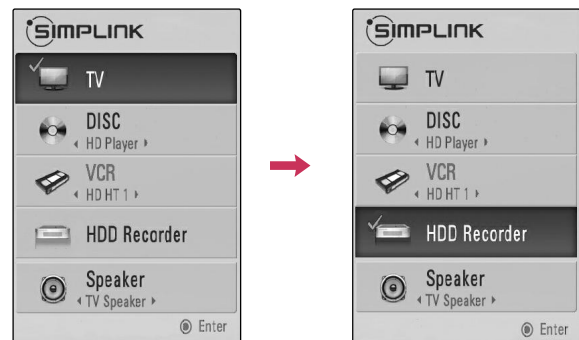 SIMPLINK
TV
DISC
HD Player
VCR
HD HT 1
HDD Recorder
Speaker
TV Speaker
Enter
SIMPLINK
TV
DISC
HD Player
VCR
HD HT 1
HDD Recorder
Speaker
TV Speaker
Enter